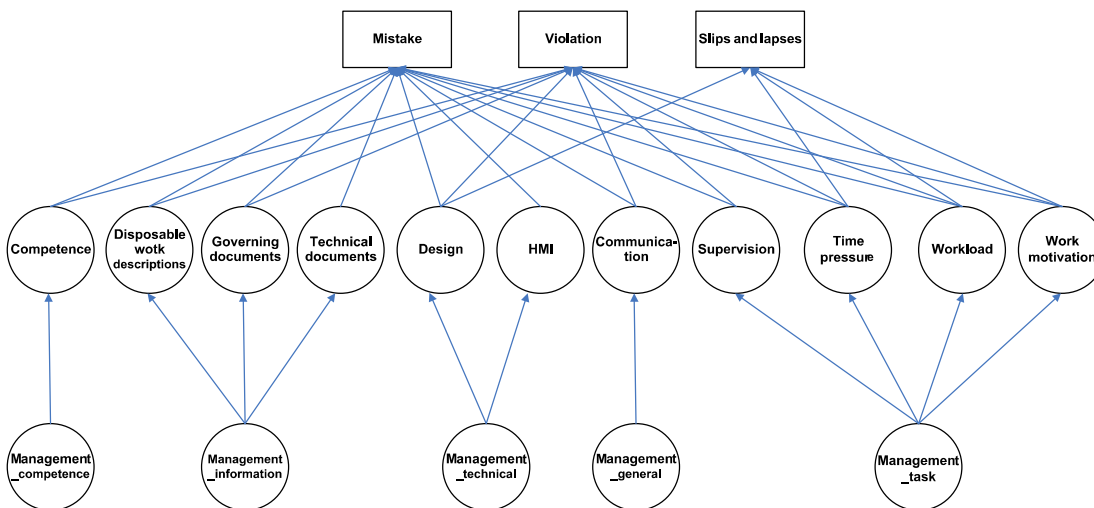 Mistake
Violation
Slips and lapses
Competence
Disposable
wotk
descriptions
Governing
documents
Technical
documents
Design
HMI
Communica-
tion
Supervision
Time
pressure
Workload
Work
motivation
Management
_competence
Management
_information
Management
_technical
Management
_general
Management
_task